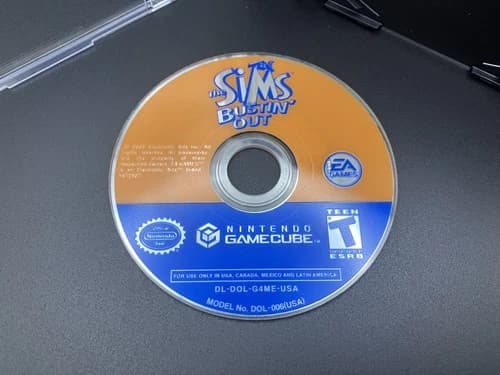 THE SIMS
BUSTIN'
OUT
EA
GAMES
Official
Nintendo
Seal
NINTENDO
GAMECUBE™
TEEN
T
ESRB
FOR USE ONLY IN USA, CANADA, MEXICO AND LATIN AMERICA.
DL-DOL-G4ME-USA
MODEL No. DOL-006(USA)